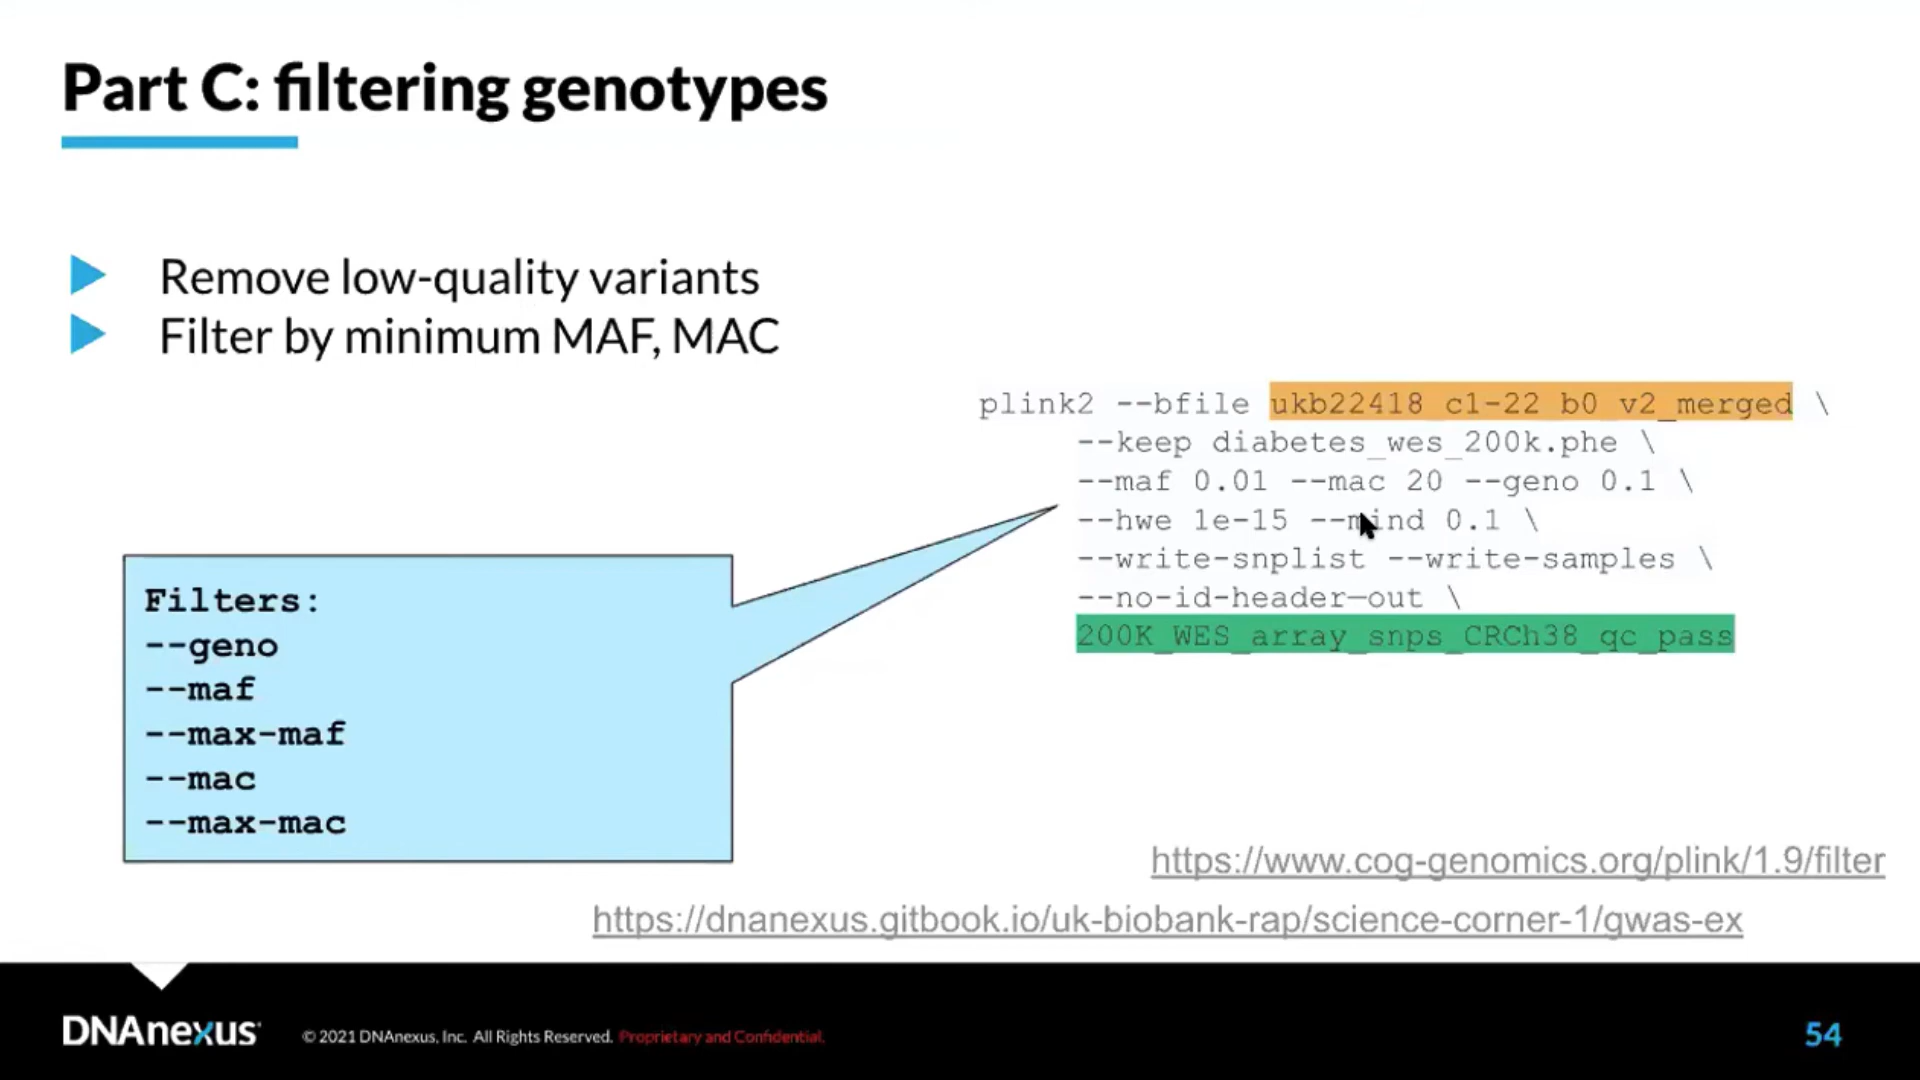 Part C: filtering genotypes
Remove low-quality variants
Filter by minimum MAF, MAC
plink2 --bfile ukb22418_c1-22_b0_v2_merged \
--keep diabetes_wes_200k.phe \
--maf 0.01 --mac 20 --geno 0.1 \
--hwe 1e-15 --mind 0.1 \
--write-snplist --write-samples \
--no-id-header—out \
200K_WES_array_snps_CRCh38_qc_pass
Filters:
--geno
--maf
--max-maf
--mac
--max-mac
https://www.cog-genomics.org/plink/1.9/filter
https://dnanexus.gitbook.io/uk-biobank-rap/science-corner-1/gwas-ex
DNAnexus
© 2021 DNAnexus, Inc. All Rights Reserved. Proprietary and Confidential.
54